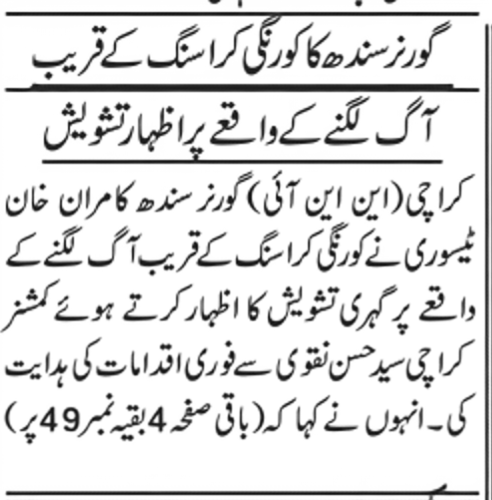 گورنر سندھ کا کورنگی کراسنگ کے قریب
آگ لگنے کے واقعے پر اظہار تشویش
کراچی (این این آئی) گورنر سندھ کامران خان
ٹیسوری نے کورنگی کراسنگ کے قریب آگ لگنے کے
واقعے پر گہری تشویش کا اظہار کرتے ہوئے کمشنر
کراچی سید حسن نقوی سے فوری اقدامات کی ہدایت
کی۔ انہوں نے کہا کہ (باقی صفحہ 4 بقیہ نمبر 49 پر)